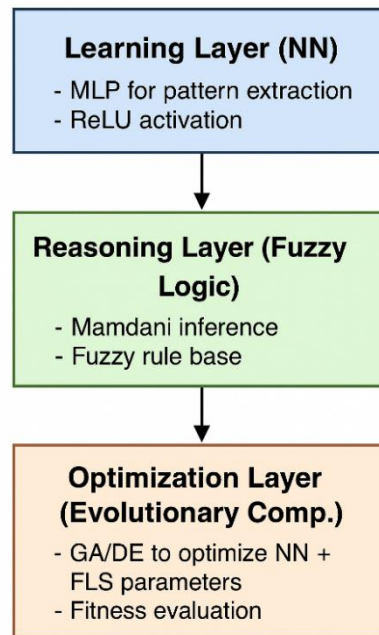 Learning Layer (NN)
- MLP for pattern extraction
- ReLU activation
Reasoning Layer (Fuzzy
Logic)
- Mamdani inference
- Fuzzy rule base
Optimization Layer
(Evolutionary Comp.)
- GA/DE to optimize NN +
FLS parameters
- Fitness evaluation